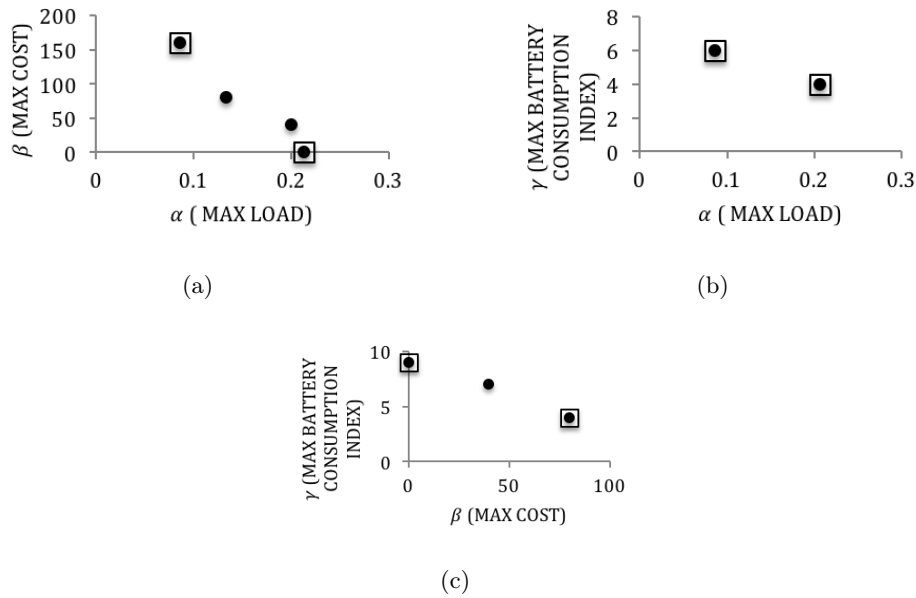 200
150
100
50
0
β (MAX COST)
0 0.1 0.2 0.3
α ( MAX LOAD)
(a)
8
6
4
2
0
γ (MAX BATTERY
CONSUMPTION
INDEX)
0 0.1 0.2 0.3
α ( MAX LOAD)
(b)
10
5
0
γ (MAX BATTERY
CONSUMPTION
INDEX)
0 50 100
β (MAX COST)
(c)